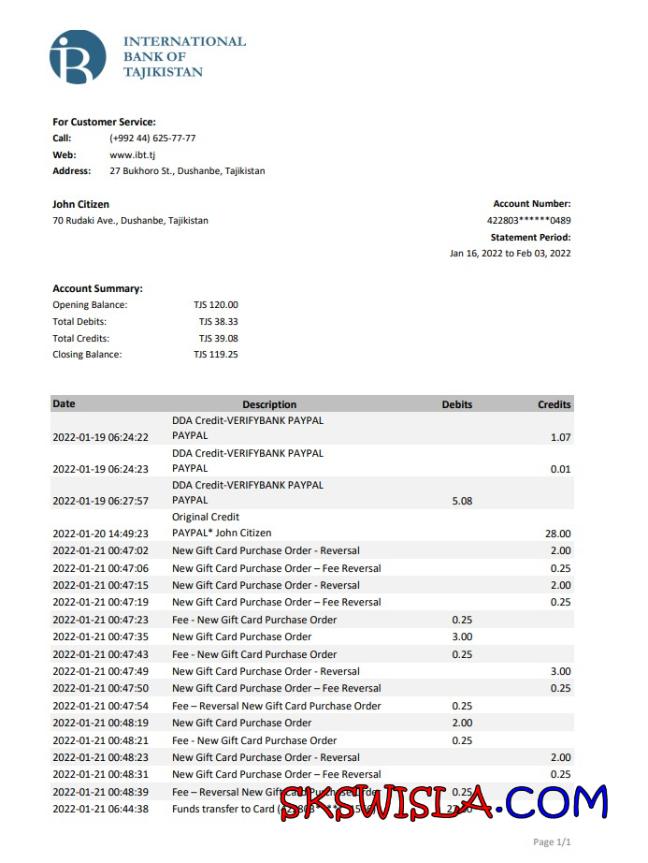 INTERNATIONAL
BANK OF
TAJIKISTAN
For Customer Service:
Call: (+992 44) 625-77-77
Web: www.ibt.tj
Address: 27 Bukhoro St., Dushanbe, Tajikistan
John Citizen Account Number:
70 Rudaki Ave., Dushanbe, Tajikistan 422803******0489
Statement Period:
Jan 16, 2022 to Feb 03, 2022
Account Summary:
Opening Balance: TJS 120.00
Total Debits: TJS 38.33
Total Credits: TJS 39.08
Closing Balance: TJS 119.25
Date Description Debits Credits
DDA Credit-VERIFYBANK PAYPAL
2022-01-19 06:24:22 PAYPAL 1.07
DDA Credit-VERIFYBANK PAYPAL
2022-01-19 06:24:23 PAYPAL 0.01
DDA Credit-VERIFYBANK PAYPAL
2022-01-19 06:27:57 PAYPAL 5.08
Original Credit
2022-01-20 14:49:23 PAYPAL* John Citizen 28.00
2022-01-21 00:47:02 New Gift Card Purchase Order - Reversal 2.00
2022-01-21 00:47:06 New Gift Card Purchase Order – Fee Reversal 0.25
2022-01-21 00:47:15 New Gift Card Purchase Order - Reversal 2.00
2022-01-21 00:47:19 New Gift Card Purchase Order – Fee Reversal 0.25
2022-01-21 00:47:23 Fee - New Gift Card Purchase Order 0.25
2022-01-21 00:47:35 New Gift Card Purchase Order 3.00
2022-01-21 00:47:43 Fee - New Gift Card Purchase Order 0.25
2022-01-21 00:47:49 New Gift Card Purchase Order - Reversal 3.00
2022-01-21 00:47:50 New Gift Card Purchase Order – Fee Reversal 0.25
2022-01-21 00:47:54 Fee – Reversal New Gift Card Purchase Order 0.25
2022-01-21 00:48:19 New Gift Card Purchase Order 2.00
2022-01-21 00:48:21 Fee - New Gift Card Purchase Order 0.25
2022-01-21 00:48:23 New Gift Card Purchase Order - Reversal 2.00
2022-01-21 00:48:31 New Gift Card Purchase Order – Fee Reversal 0.25
2022-01-21 00:48:39 Fee – Reversal New Gift Card Purchase Order 0.25
2022-01-21 06:44:38 Funds transfer to Card
SKSWISLA.COM
Page 1/1